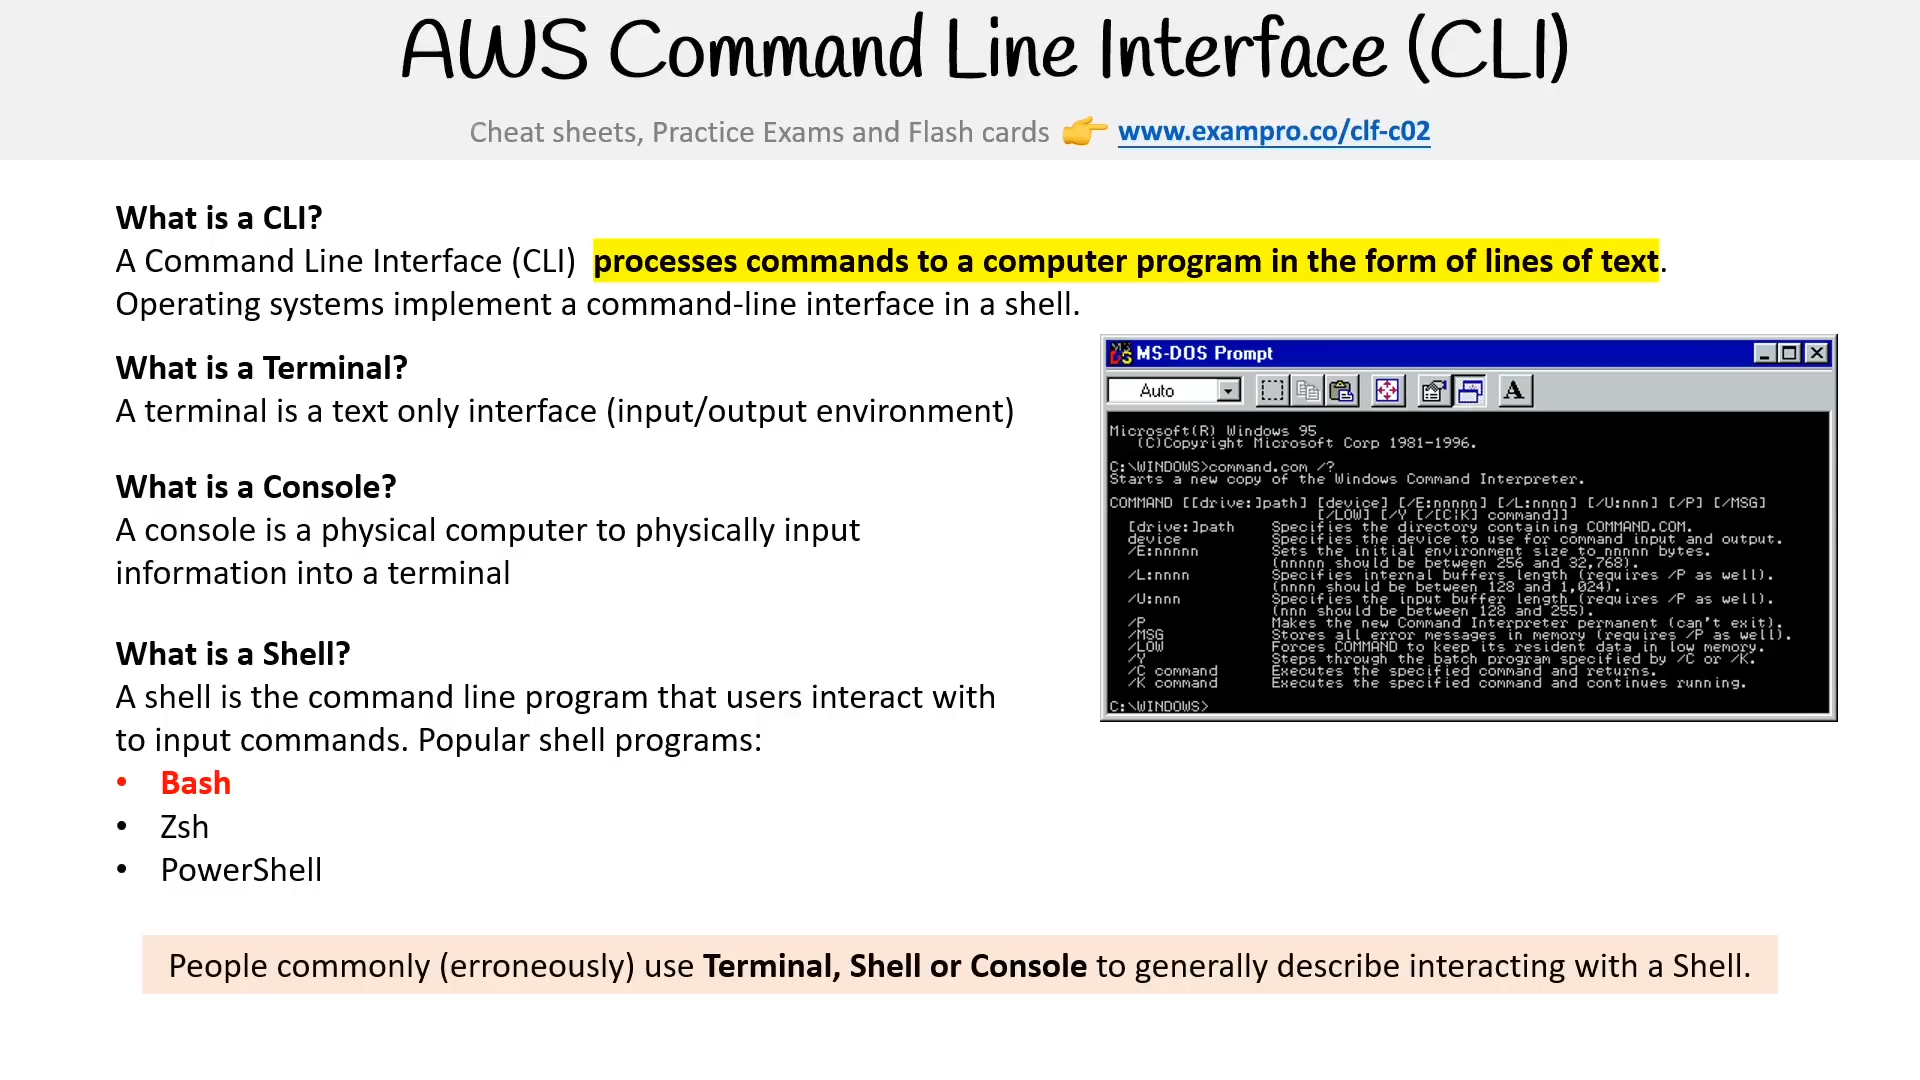 AWS Command Line Interface (CLI)
Cheat sheets, Practice Exams and Flash cards 👉 www.exampro.co/clf-c02
What is a CLI?
A Command Line Interface (CLI) processes commands to a computer program in the form of lines of text.
Operating systems implement a command-line interface in a shell.
What is a Terminal?
A terminal is a text only interface (input/output environment)
What is a Console?
A console is a physical computer to physically input
information into a terminal
What is a Shell?
A shell is the command line program that users interact with
to input commands. Popular shell programs:
• Bash
• Zsh
• PowerShell
MS-DOS Prompt
Auto
A
Microsoft(R) Windows 95
(C)Copyright Microsoft Corp 1981-1996.
C:\WINDOWS>command.com /?
Starts a new copy of the Windows Command Interpreter.
COMMAND [[drive:]path] [device] [/E:nnnnn] [/L:nnnn] [/U:nnn] [/P] [/MSG]
[/LOW] [/Y [/[C|K] command]]
[drive:]path Specifies the directory containing COMMAND.COM.
device Specifies the device to use for command input and output.
/E:nnnnn Sets the initial environment size to nnnnn bytes.
(nnnnn should be between 256 and 32,768).
/L:nnnn Specifies internal buffers length (requires /P as well).
(nnnn should be between 128 and 1,024).
/U:nnn Specifies the input buffer length (requires /P as well).
(nnn should be between 128 and 255).
/P Makes the new Command Interpreter permanent (can't exit).
/MSG Stores all error messages in memory (requires /P as well).
/LOW Forces COMMAND to keep its resident data in low memory.
/Y Steps through the batch program specified by /C or /K.
/C command Executes the specified command and returns.
/K command Executes the specified command and continues running.
C:\WINDOWS>
People commonly (erroneously) use Terminal, Shell or Console to generally describe interacting with a Shell.